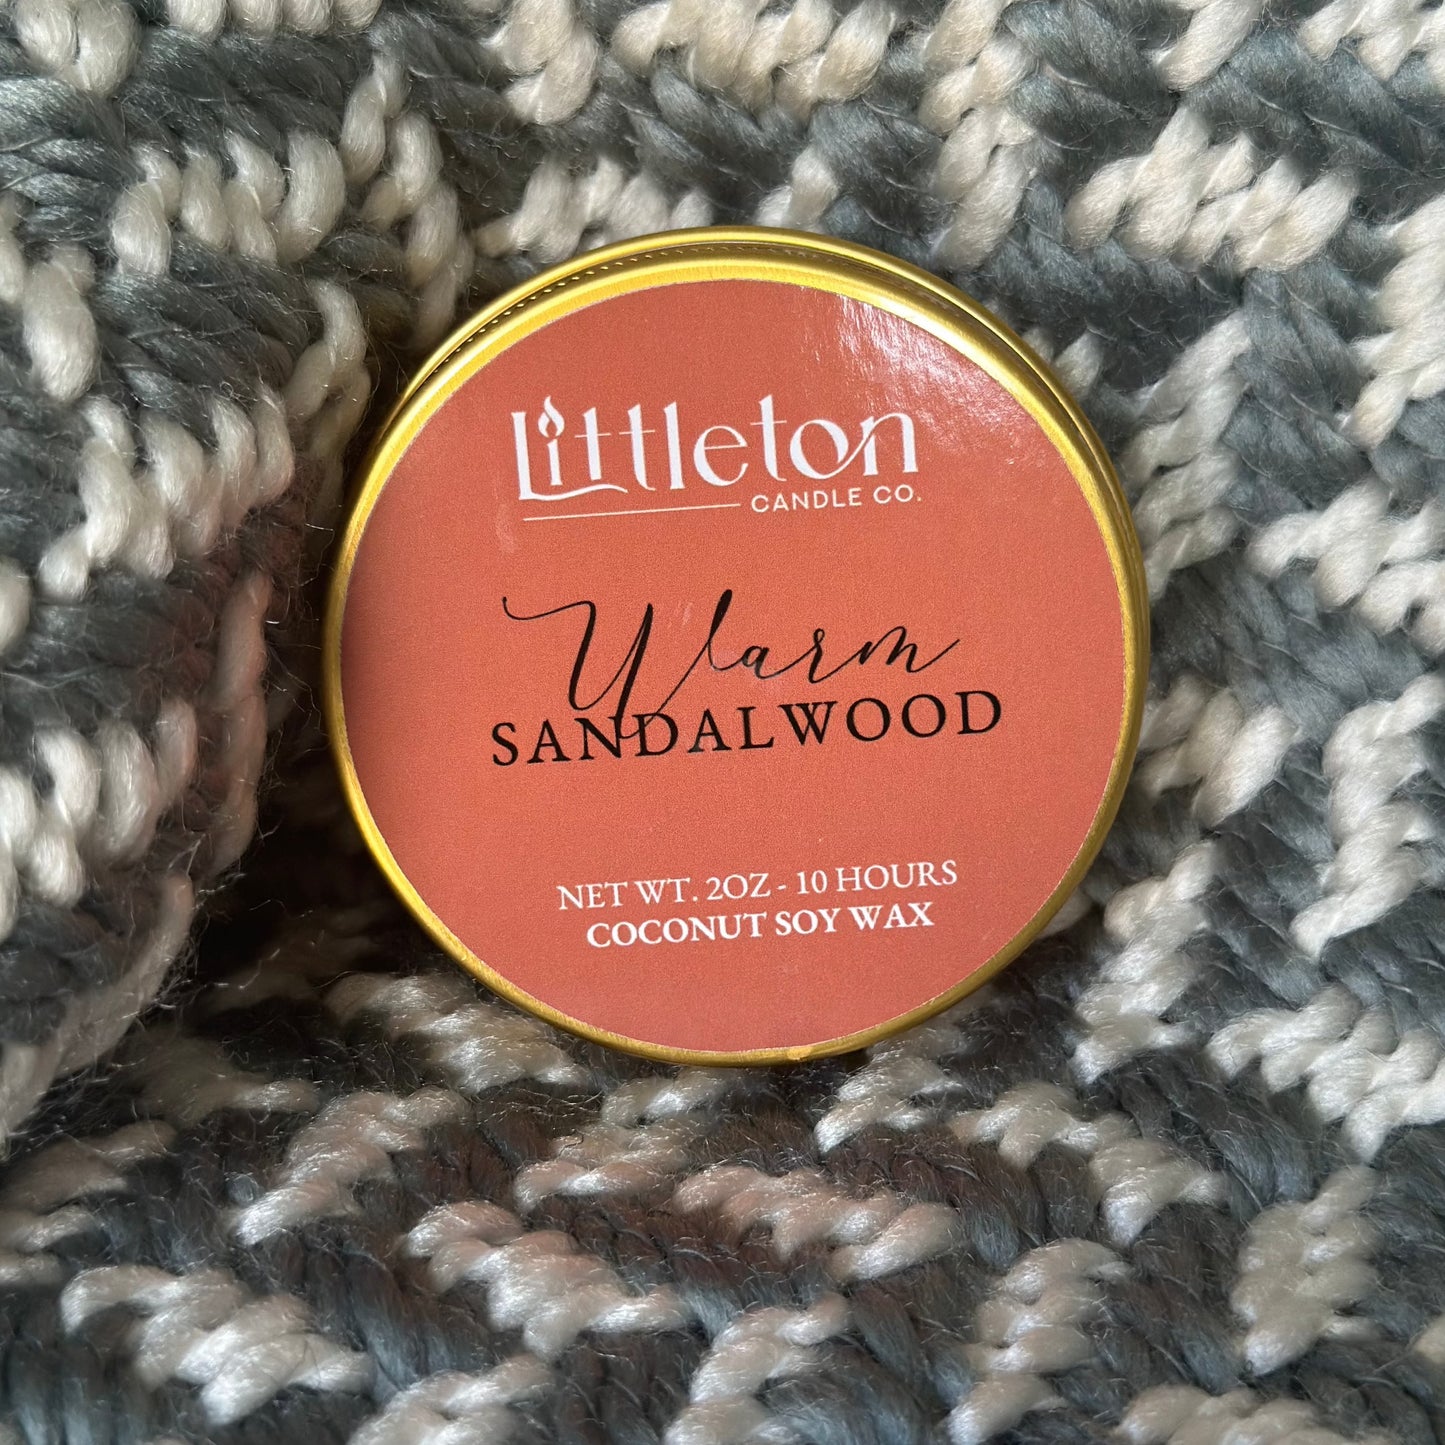 Littleton
CANDLE CO.
Warm
SANDALWOOD
NET WT. 2OZ - 10 HOURS
COCONUT SOY WAX